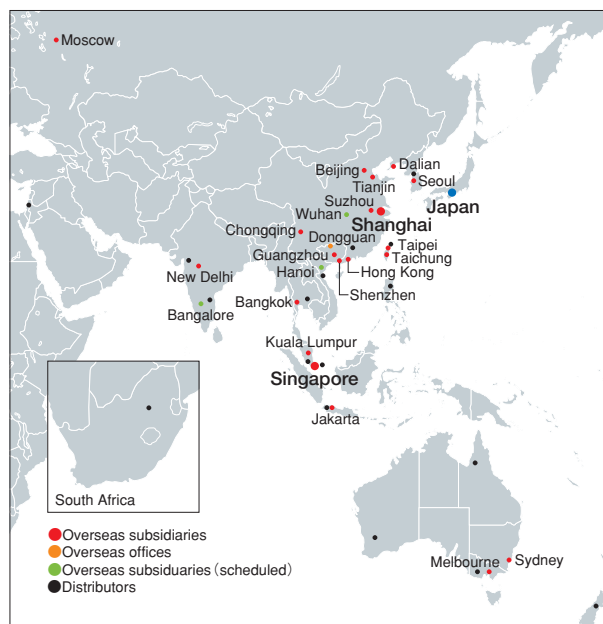 Moscow
Beijing
Dalian
Tianjin
Seoul
Suzhou
Wuhan
Japan
Shanghai
Chongqing
Dongguan
Taipei
Guangzhou
Taichung
New Delhi
Hanoi
Hong Kong
Shenzhen
Bangkok
Bangalore
Kuala Lumpur
Singapore
Jakarta
South Africa
Overseas subsidiaries
Overseas offices
Overseas subsiduaries (scheduled)
Distributors
Melbourne
Sydney